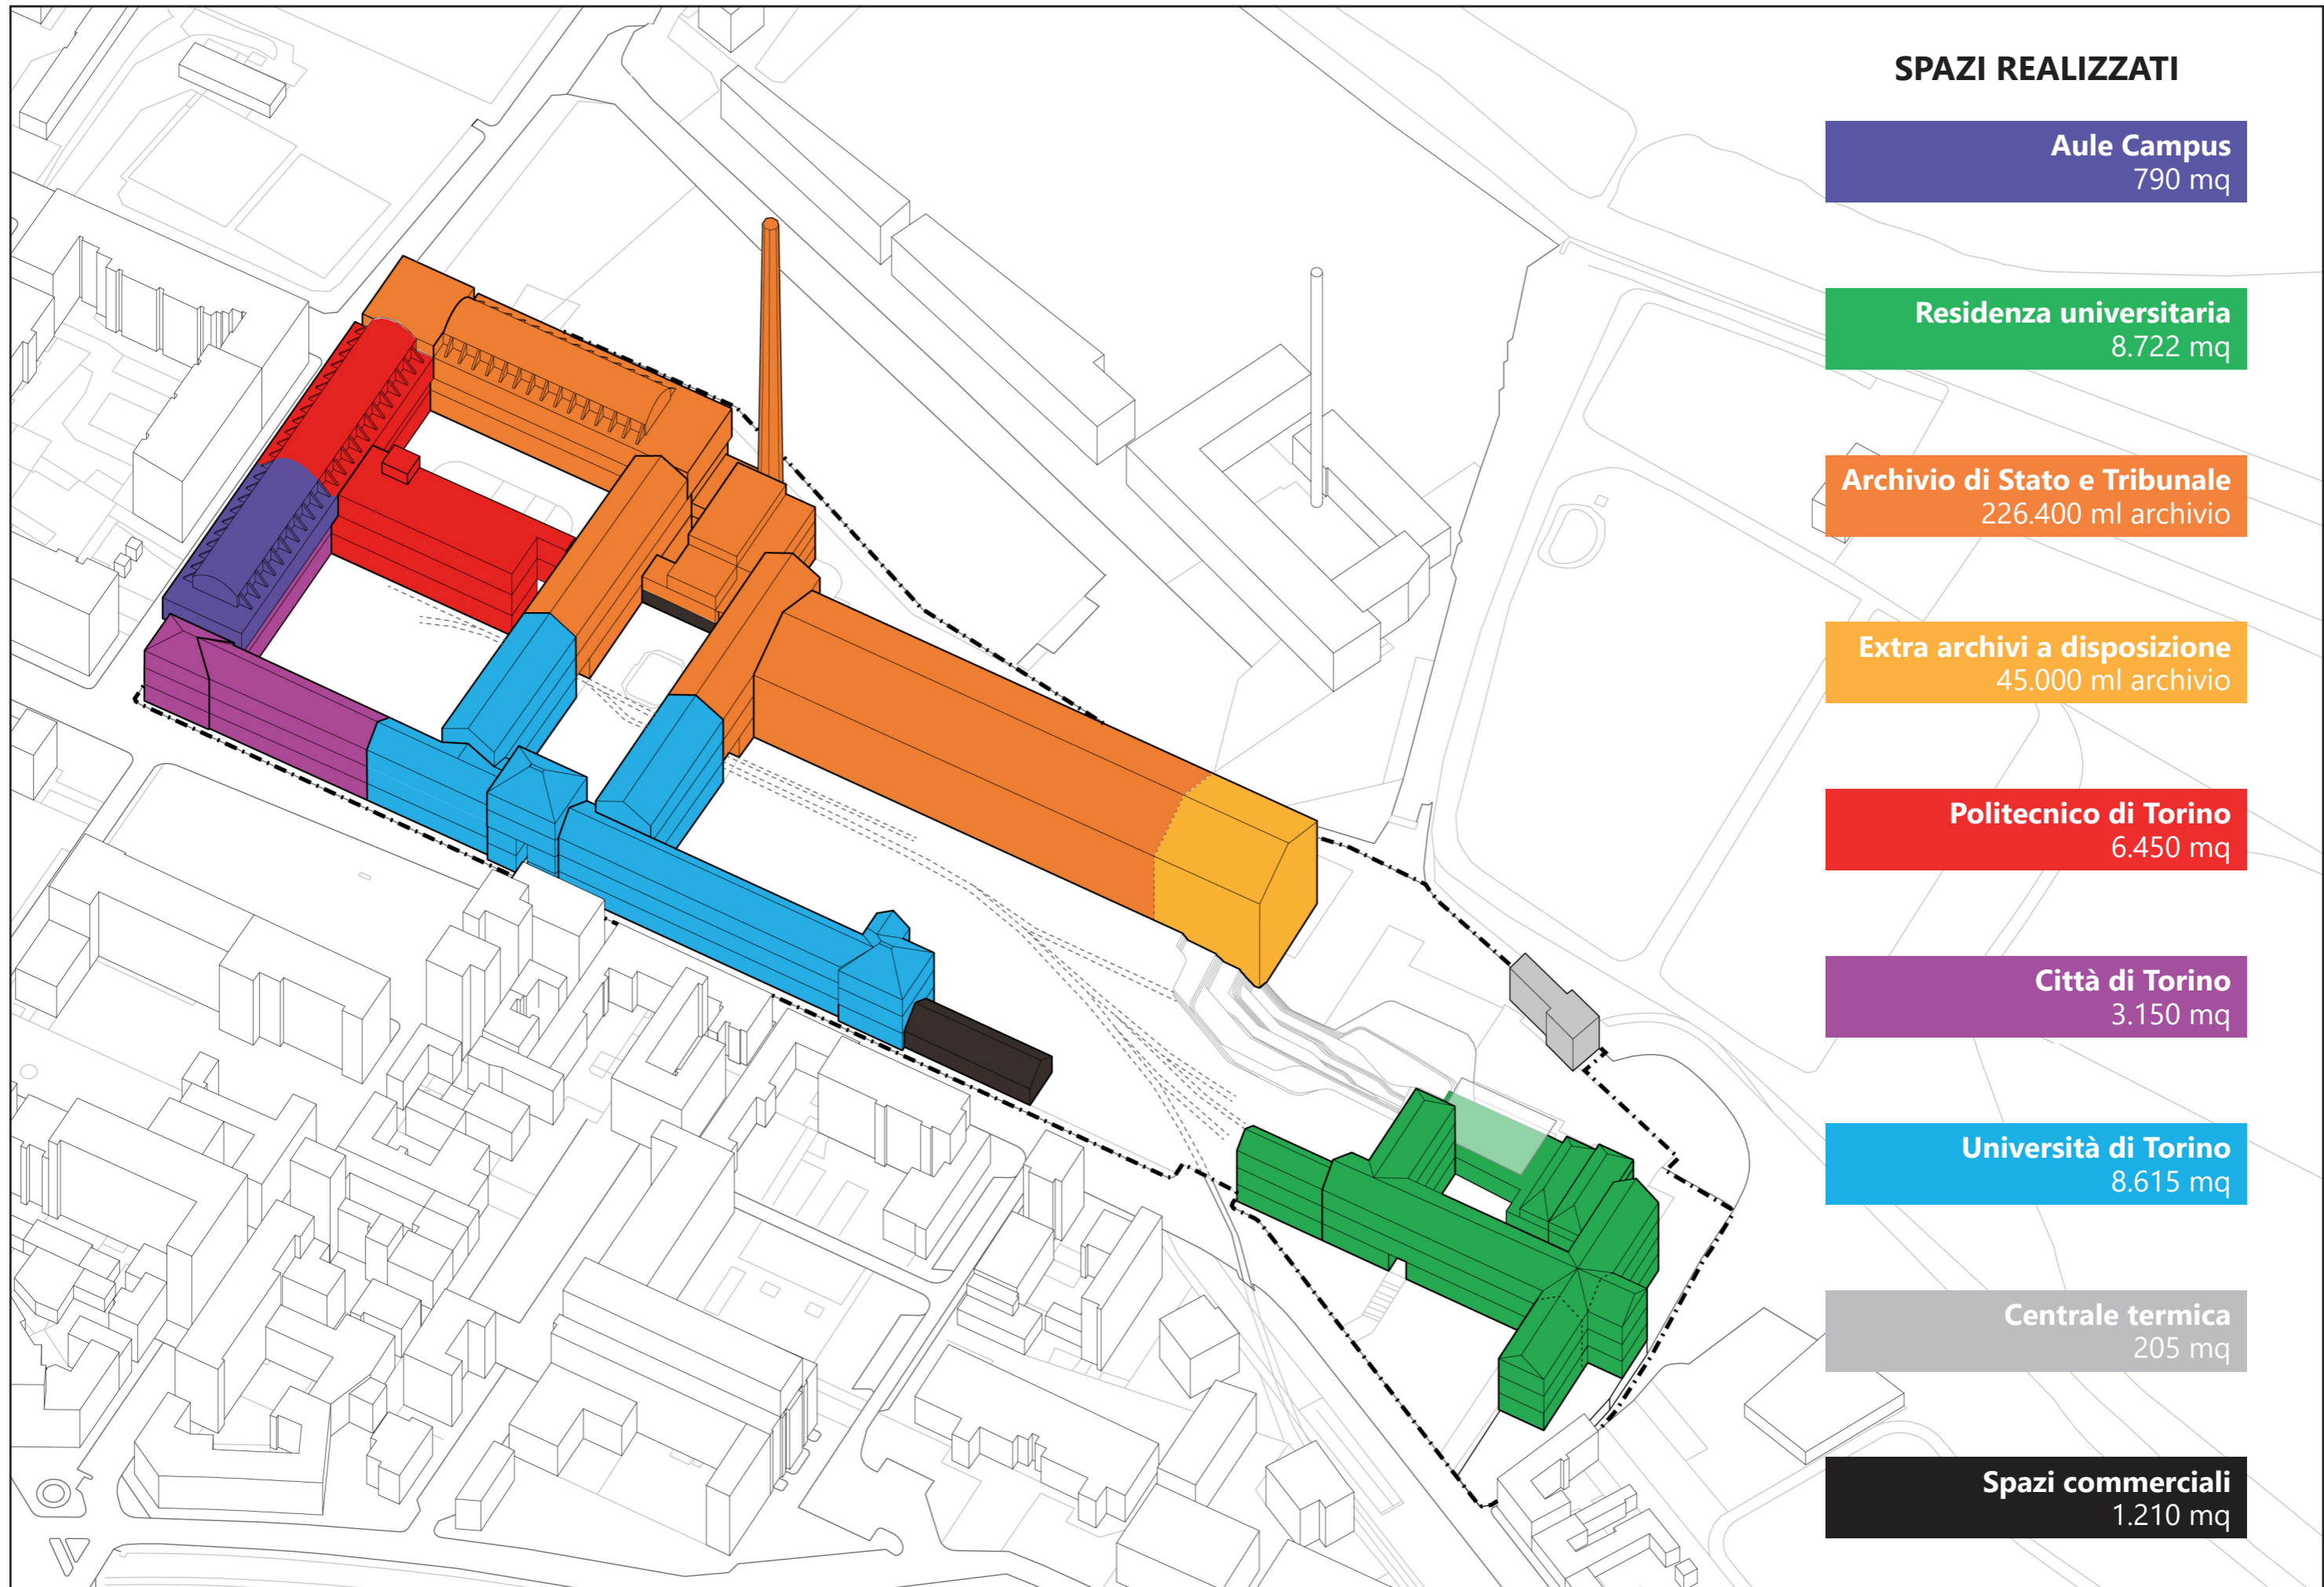 SPAZI REALIZZATI
Aule Campus
790 mq
Residenza universitaria
8.722 mq
Archivio di Stato e Tribunale
226.400 ml archivio
Extra archivi a disposizione
45.000 ml archivio
Politecnico di Torino
6.450 mq
Città di Torino
3.150 mq
Università di Torino
8.615 mq
Centrale termica
205 mq
Spazi commerciali
1.210 mq